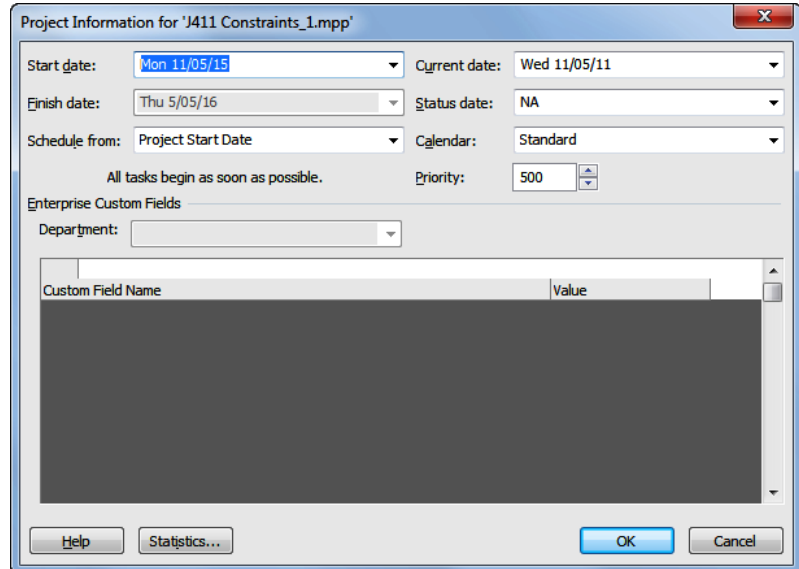 Project Information for 'J411 Constraints_1.mpp'
Start date: Mon 11/05/15 Current date: Wed 11/05/11
Finish date: Thu 5/05/16 Status date: NA
Schedule from: Project Start Date Calendar: Standard
All tasks begin as soon as possible. Priority: 500
Enterprise Custom Fields
Department:
Custom Field Name Value
Help Statistics... OK Cancel